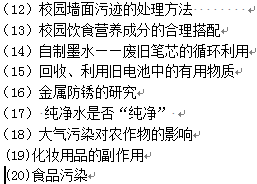 （12）校园墙面污迹的处理方法
（13）校园饮食营养成分的合理搭配
（14）自制墨水——废旧笔芯的循环利用
（15）回收、利用旧电池中的有用物质
（16）金属防锈的研究
（17） 纯净水是否“纯净”
（18）大气污染对农作物的影响
(19)化妆用品的副作用
(20)食品污染